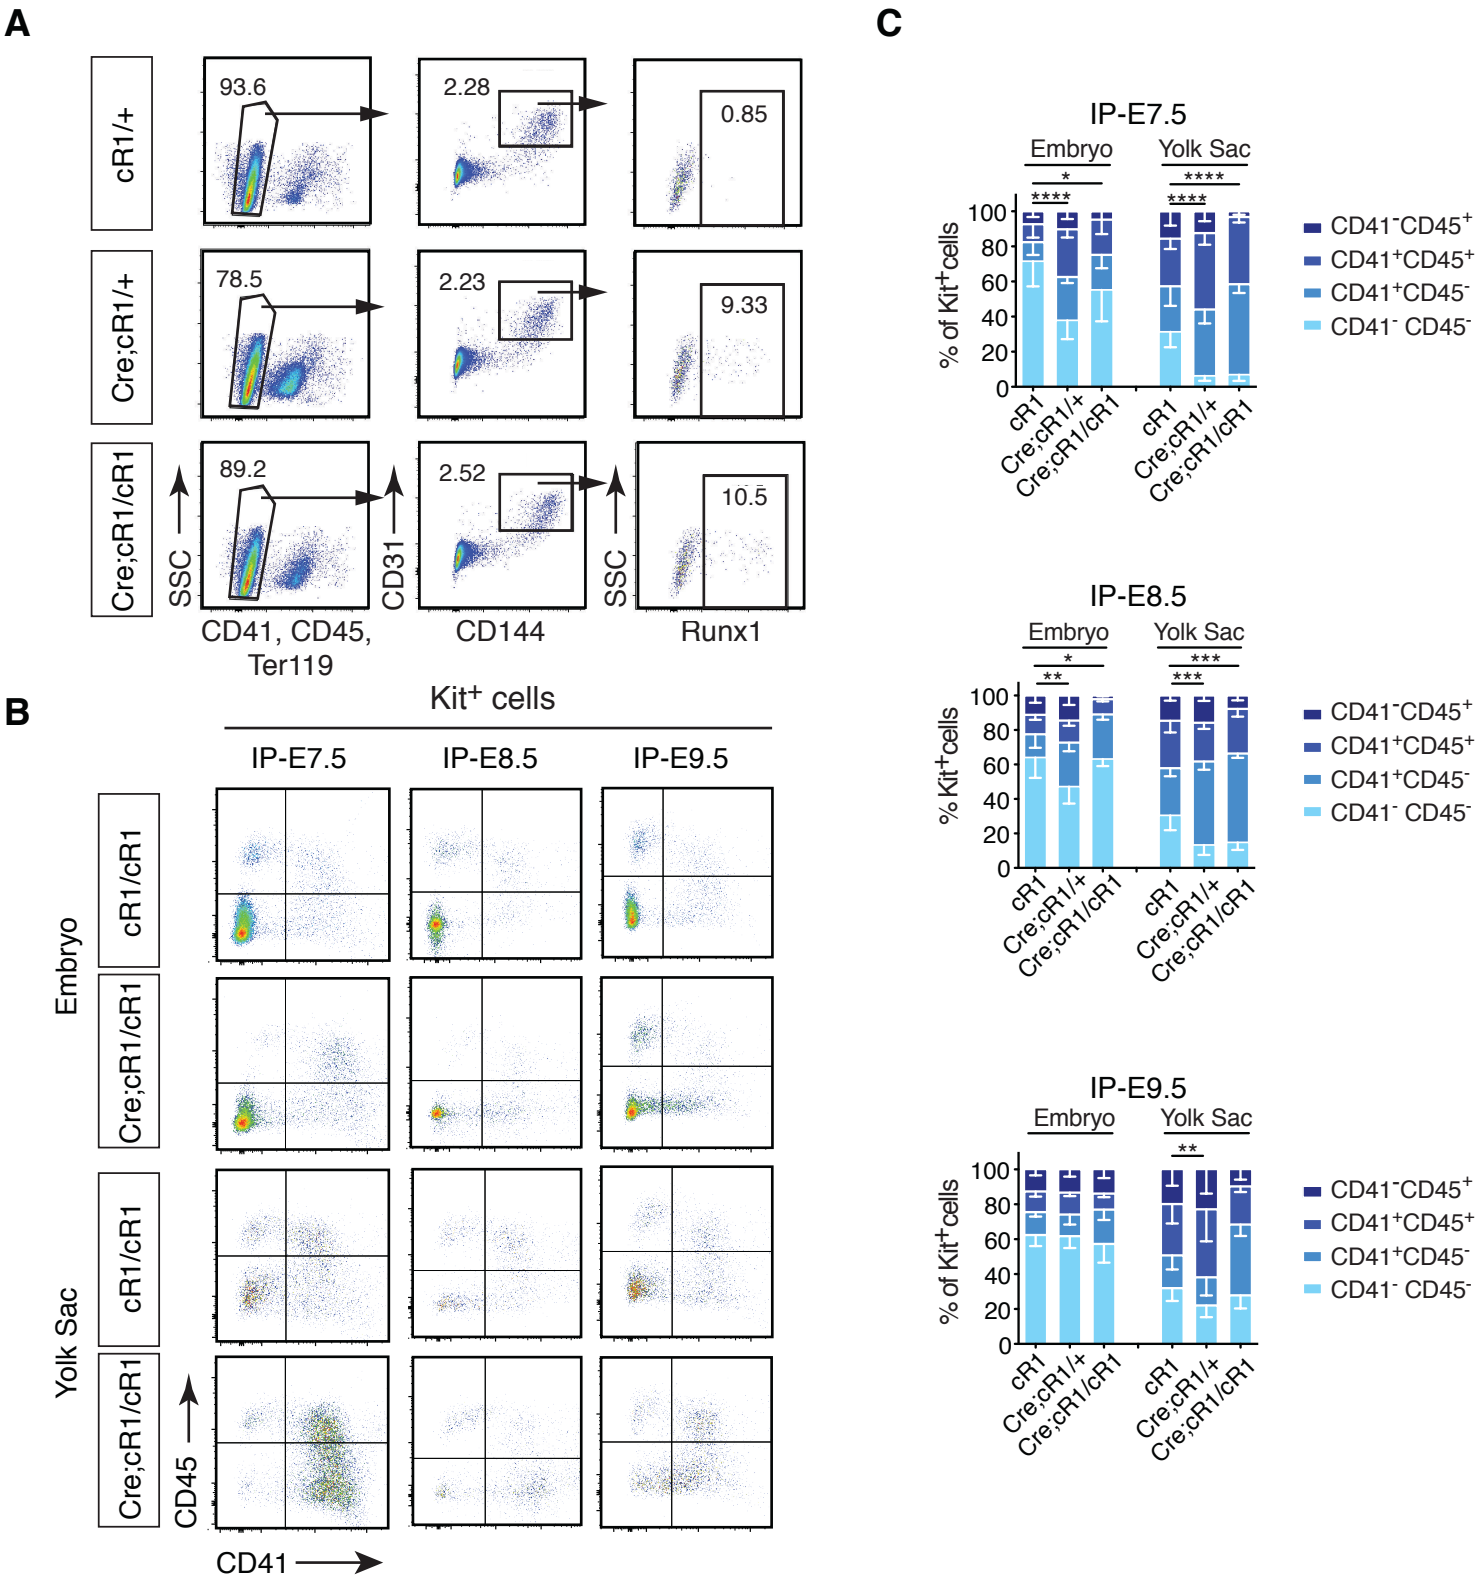 A
cR1/+
93.6
2.28
0.85
Cre;cR1/+
78.5
2.23
9.33
Cre;cR1/cR1
89.2
2.52
10.5
SSC
CD31
SSC
CD41, CD45,
Ter119
CD144
Runx1
B
Kit+ cells
IP-E7.5
IP-E8.5
IP-E9.5
Embryo
cR1/cR1
Cre;cR1/cR1
Yolk Sac
cR1/cR1
Cre;cR1/cR1
CD45
CD41
C
IP-E7.5
Embryo
Yolk Sac
*
****
****
****
% of Kit+cells
100
80
60
40
20
0
cR1
Cre;cR1/+
Cre;cR1/cR1
cR1
Cre;cR1/+
Cre;cR1/cR1
CD41-CD45+
CD41+CD45+
CD41+CD45-
CD41- CD45-
IP-E8.5
Embryo
Yolk Sac
*
**
***
***
% Kit+cells
100
80
60
40
20
0
cR1
Cre;cR1/+
Cre;cR1/cR1
cR1
Cre;cR1/+
Cre;cR1/cR1
CD41-CD45+
CD41+CD45+
CD41+CD45-
CD41- CD45-
IP-E9.5
Embryo
Yolk Sac
**
% of Kit+cells
100
80
60
40
20
0
cR1
Cre;cR1/+
Cre;cR1/cR1
cR1
Cre;cR1/+
Cre;cR1/cR1
CD41-CD45+
CD41+CD45+
CD41+CD45-
CD41- CD45-